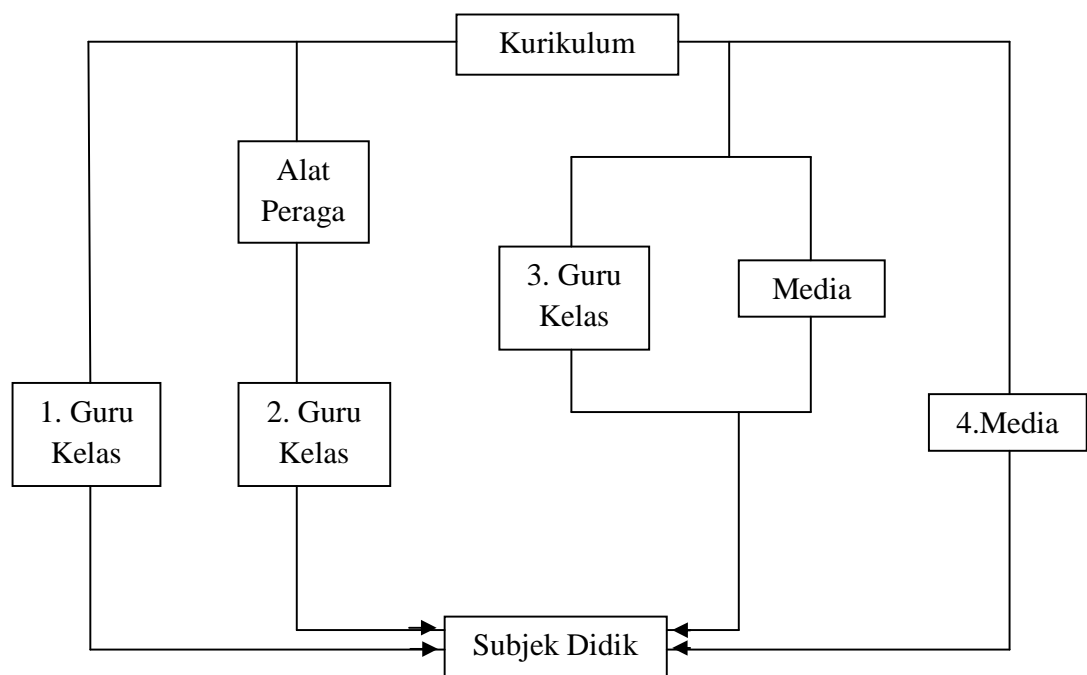 Kurikulum
Alat
Peraga
3. Guru
Kelas
Media
1. Guru
Kelas
2. Guru
Kelas
4.Media
Subjek Didik